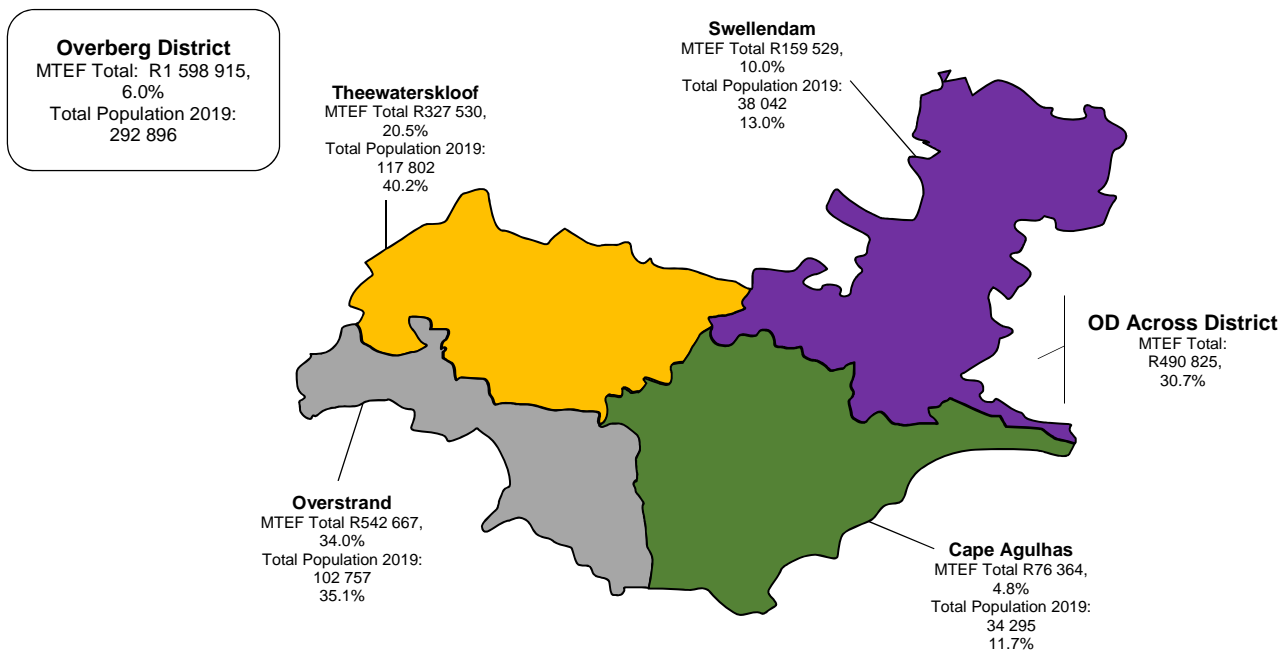 Overberg District
MTEF Total: R1 598 915,
6.0%
Total Population 2019:
292 896
Swellendam
MTEF Total R159 529,
10.0%
Total Population 2019:
38 042
13.0%
Theewaterskloof
MTEF Total R327 530,
20.5%
Total Population 2019:
117 802
40.2%
OD Across District
MTEF Total:
R490 825,
30.7%
Overstrand
MTEF Total R542 667,
34.0%
Total Population 2019:
102 757
35.1%
Cape Agulhas
MTEF Total R76 364,
4.8%
Total Population 2019:
34 295
11.7%